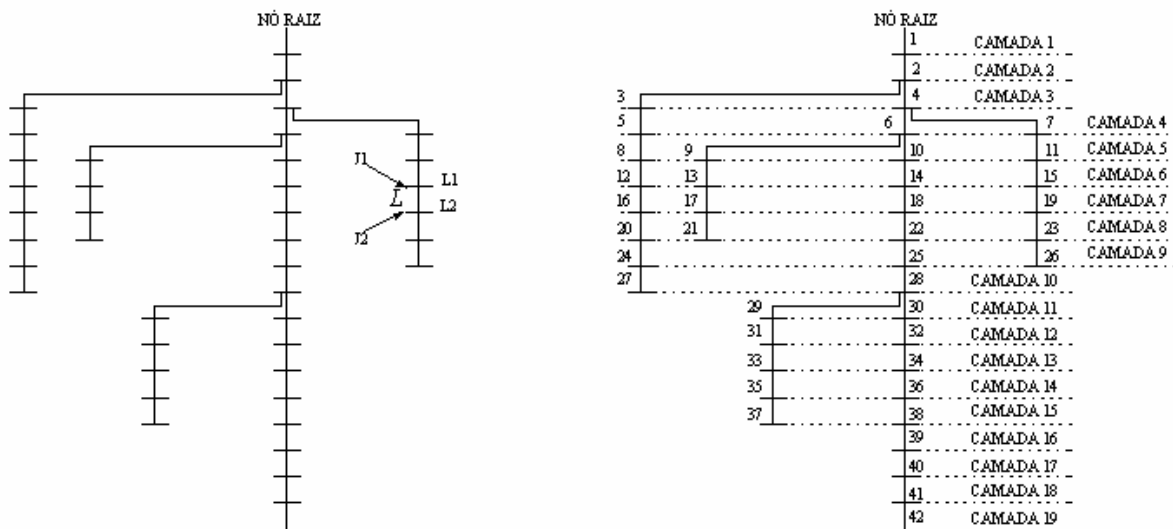 NÓ RAIZ
J1
L1
L
L2
J2
NÓ RAIZ
1 CAMADA 1
2 CAMADA 2
3 4 CAMADA 3
5 6 7 CAMADA 4
8 9 10 11 CAMADA 5
12 13 14 15 CAMADA 6
16 17 18 19 CAMADA 7
20 21 22 23 CAMADA 8
24 25 26 CAMADA 9
27 28 CAMADA 10
29 30 CAMADA 11
31 32 CAMADA 12
33 34 CAMADA 13
35 36 CAMADA 14
37 38 CAMADA 15
39 CAMADA 16
40 CAMADA 17
41 CAMADA 18
42 CAMADA 19